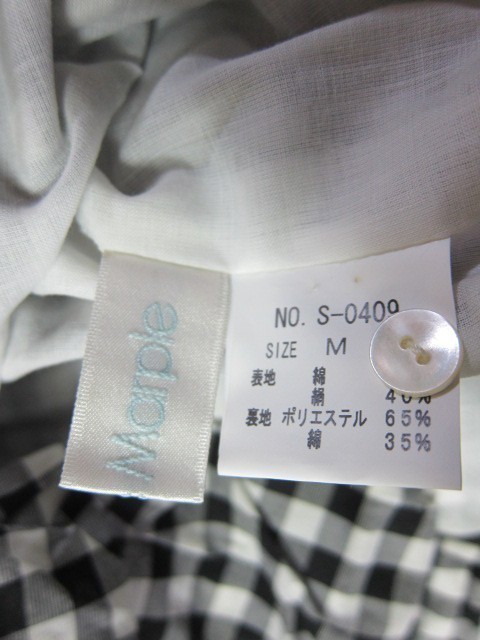 Marple
NO. S-0409
SIZE M
表地 綿
絹 40%
裏地 ポリエステル 65%
綿 35%